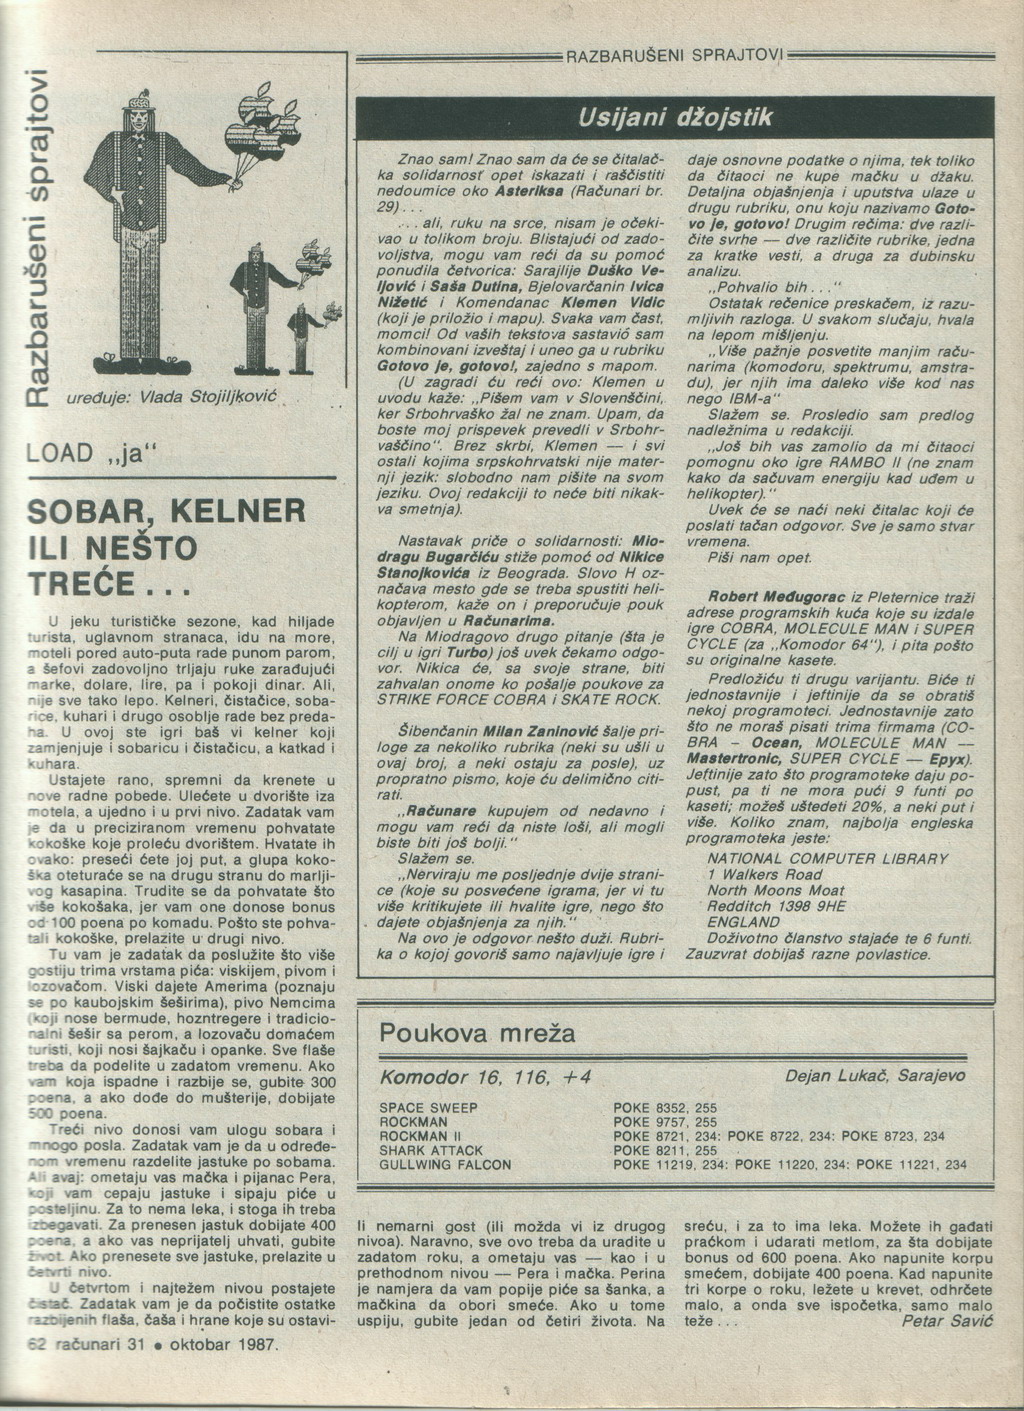 RAZBARUŠENI SPRAJTOVI
Razbarušeni sprajtovi
uređuje: Vlada Stojiljković
LOAD „ja“
SOBAR, KELNER
ILI NEŠTO
TREĆE...
U jeku turističke sezone, kad hiljade
turista, uglavnom stranaca, idu na more,
moteli pored auto-puta rade punom parom,
a šefovi zadovoljno trljaju ruke zarađujući
marke, dolare, lire, pa i pokoji dinar. Ali,
nije sve tako lepo. Kelneri, čistačice, soba-
rice, kuhari i drugo osoblje rade bez preda-
ha. U ovoj ste igri baš vi kelner koji
zamjenjuje i sobaricu i čistačicu, a katkad i
kuhara.
Ustajete rano, spremni da krenete u
nove radne pobede. Ulećete u dvorište iza
motela, a ujedno i u prvi nivo. Zadatak vam
je da u preciziranom vremenu pohvatate
kokoške koje proleću dvorištem. Hvatate ih
ovako: preseći ćete joj put, a glupa koko-
ška oteturaće se na drugu stranu do marlji-
vog kasapina. Trudite se da pohvatate što
više kokošaka, jer vam one donose bonus
od 100 poena po komadu. Pošto ste pohva-
tali kokoške, prelazite u drugi nivo.
Tu vam je zadatak da poslužite što više
gostiju trima vrstama pića: viskijem, pivom i
lozovačom. Viski dajete Amerima (poznaju
se po kaubojskim šeširima), pivo Nemcima
(koji nose bermude, hozntregere i tradicio-
nalni šešir sa perom, a lozovaču domaćem
turisti, koji nosi šajkaču i opanke. Sve flaše
treba da podelite u zadatom vremenu. Ako
vam koja ispadne i razbije se, gubite 300
poena, a ako dođe do mušterije, dobijate
500 poena.
Treći nivo donosi vam ulogu sobara i
mnogo posla. Zadatak vam je da u određe-
nom vremenu razdelite jastuke po sobama.
Ali avaj: ometaju vas mačka i pijanac Pera,
koji vam cepaju jastuke i sipaju piće u
posteljinu. Za to nema leka, i stoga ih treba
izbegavati. Za prenesen jastuk dobijate 400
poena, a ako vas neprijatelj uhvati, gubite
život. Ako prenesete sve jastuke, prelazite u
četvrti nivo.
U četvrtom i najtežem nivou postajete
čistač. Zadatak vam je da počistite ostatke
razbijenih flaša, čaša i hrane koje su ostavi-
62 računari 31 • oktobar 1987.
Usijani džojstik
Znao sam! Znao sam da će se čitalač-
ka solidarnost opet iskazati i raščistiti
nedoumice oko Asteriksa (Računari br.
29)...
... ali, ruku na srce, nisam je očeki-
vao u tolikom broju. Blistajući od zado-
voljstva, mogu vam reći da su pomoć
ponudila četvorica: Sarajlije Duško Ve-
ljović i Saša Dutina, Bjelovarčanin Ivica
Nižetić i Komendanac Klemen Vidic
(koji je priložio i mapu). Svaka vam čast,
momci! Od vaših tekstova sastavió sam
kombinovani izveštaj i uneo ga u rubriku
Gotovo je, gotovo!, zajedno s mapom.
(U zagradi ću reći ovo: Klemen u
uvodu kaže: „Pišem vam v Slovenščini,
ker Srbohrvaško žal ne znam. Upam, da
boste moj prispevek prevedli v Srbohr-
vaščino“. Brez skrbi, Klemen — i svi
ostali kojima srpskohrvatski nije mater-
nji jezik: slobodno nam pišite na svom
jeziku. Ovoj redakciji to neće biti nikak-
va smetnja).
Nastavak priče o solidarnosti: Mio-
dragu Bugarčiću stiže pomoć od Nikice
Stanojkovića iz Beograda. Slovo H oz-
načava mesto gde se treba spustiti heli-
kopterom, kaže on i preporučuje pouk
objavljen u Računarima.
Na Miodragovo drugo pitanje (šta je
cilj u igri Turbo) još uvek čekamo odgo-
vor. Nikica će, sa svoje strane, biti
zahvalan onome ko pošalje poukove za
STRIKE FORCE COBRA i SKATE ROCK.
Šibenčanin Milan Zaninović šalje pri-
loge za nekoliko rubrika (neki su ušli u
ovaj broj, a neki ostaju za posle), uz
propratno pismo, koje ću delimično citi-
rati.
„Računare kupujem od nedavno i
mogu vam reći da niste loši, ali mogli
biste biti još bolji.“
Slažem se.
„Nerviraju me posljednje dvije strani-
ce (koje su posvećene igrama, jer vi tu
više kritikujete ili hvalite igre, nego što
dajete objašnjenja za njih.“
Na ovo je odgovor nešto duži. Rubri-
ka o kojoj govoriš samo najavljuje igre i
daje osnovne podatke o njima, tek toliko
da čitaoci ne kupe mačku u džaku.
Detaljna objašnjenja i uputstva ulaze u
drugu rubriku, onu koju nazivamo Goto-
vo je, gotovo! Drugim rečima: dve razli-
čite svrhe — dve različite rubrike, jedna
za kratke vesti, a druga za dubinsku
analizu.
„Pohvalio bih...“
Ostatak rečenice preskačem, iz razu-
mljivih razloga. U svakom slučaju, hvala
na lepom mišljenju.
„Više pažnje posvetite manjim raču-
narima (komodoru, spektrumu, amstra-
du), jer njih ima daleko više kod nas
nego IBM-a“
Slažem se. Prosledio sam predlog
nadležnima u redakciji.
„Još bih vas zamolio da mi čitaoci
pomognu oko igre RAMBO II (ne znam
kako da sačuvam energiju kad uđem u
helikopter).“
Uvek će se naći neki čitalac koji će
poslati tačan odgovor. Sve je samo stvar
vremena.
Piši nam opet.
Robert Međugorac iz Pleternice traži
adrese programskih kuća koje su izdale
igre COBRA, MOLECULE MAN i SUPER
CYCLE (za „Komodor 64“), i pita pošto
su originalne kasete.
Predložiću ti drugu varijantu. Biće ti
jednostavnije i jeftinije da se obratiš
nekoj programoteci. Jednostavnije zato
što ne moraš pisati trima firmama (CO-
BRA – Ocean, MOLECULE MAN —
Mastertronic, SUPER CYCLE — Epyx).
Jeftinije zato što programoteke daju po-
pust, pa ti ne mora pući 9 funti po
kaseti; možeš uštedeti 20%, a neki put i
više. Koliko znam, najbolja engleska
programoteka jeste:
NATIONAL COMPUTER LIBRARY
1 Walkers Road
North Moons Moat
Redditch 1398 9HE
ENGLAND
Doživotno članstvo stajaće te 6 funti.
Zauzvrat dobijaš razne povlastice.
Poukova mreža
Komodor 16, 116, +4 Dejan Lukač, Sarajevo
SPACE SWEEP POKE 8352, 255
ROCKMAN POKE 9757, 255
ROCKMAN II POKE 8721, 234: POKE 8722, 234: POKE 8723, 234
SHARK ATTACK POKE 8211, 255
GULLWING FALCON POKE 11219, 234: POKE 11220, 234: POKE 11221, 234
li nemarni gost (ili možda vi iz drugog
nivoa). Naravno, sve ovo treba da uradite u
zadatom roku, a ometaju vas — kao i u
prethodnom nivou — Pera i mačka. Perina
je namjera da vam popije piće sa šanka, a
mačkina da obori smeće. Ako u tome
uspiju, gubite jedan od četiri života. Na
sreću, i za to ima leka. Možete ih gađati
praćkom i udarati metlom, za šta dobijate
bonus od 600 poena. Ako napunite korpu
smećem, dobijate 400 poena. Kad napunite
tri korpe o roku, ležete u krevet, odhrčete
malo, a onda sve ispočetka, samo malo
teže... Petar Savić